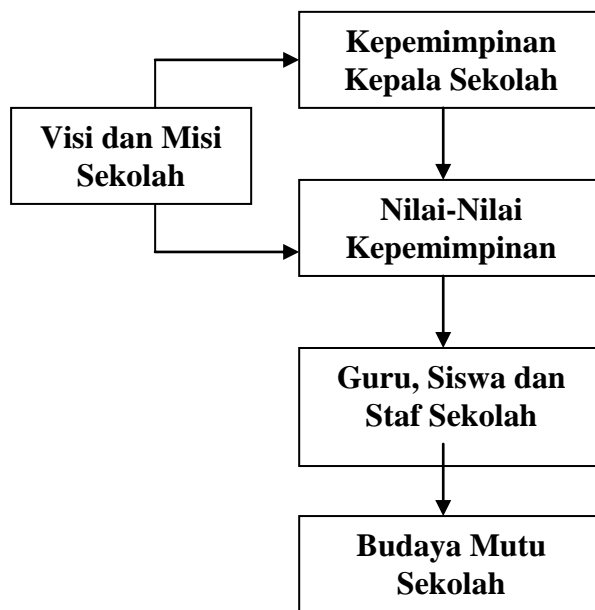 Kepemimpinan
Kepala Sekolah
Visi dan Misi
Sekolah
Nilai-Nilai
Kepemimpinan
Guru, Siswa dan
Staf Sekolah
Budaya Mutu
Sekolah